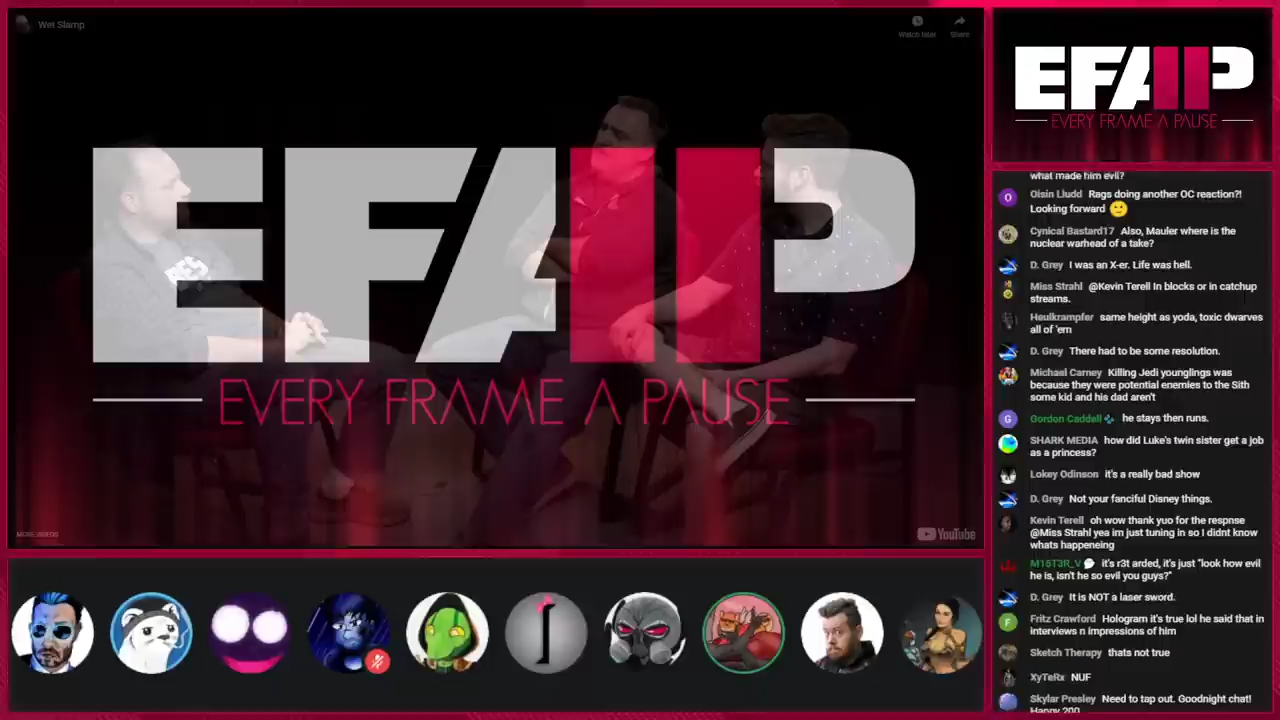 Wet Slamp
Watch later
Share
EFAP
EVERY FRAME A PAUSE
MORE VIDEOS
YouTube
EFAP
EVERY FRAME A PAUSE
what made him evil?
O
Oisin Lludd Rags doing another OC reaction?!
Looking forward
Cynical Bastard17 Also, Mauler where is the
nuclear warhead of a take?
D. Grey I was an X-er. Life was hell.
Miss Strahl @Kevin Terell In blocks or in catchup
streams.
Heulkrampfer same height as yoda, toxic dwarves
all of 'em
D. Grey There had to be some resolution.
Michael Carney Killing Jedi younglings was
because they were potential enemies to the Sith
some kid and his dad aren't
G
Gordon Caddell he stays then runs.
SHARK MEDIA how did Luke's twin sister get a job
as a princess?
Lokey Odinson it's a really bad show
D. Grey Not your fanciful Disney things.
Kevin Terell oh wow thank yuo for the respnse
@Miss Strahl yea im just tuning in so I didnt know
whats happeneing
M15T3R_V it's r3t arded, it's just "look how evil
he is, isn't he so evil you guys?"
D. Grey It is NOT a laser sword.
F
Fritz Crawford Hologram it's true lol he said that in
interviews n impressions of him
Sketch Therapy thats not true
XyTeRx NUF
Skylar Presley Need to tap out. Goodnight chat!
Happy 200